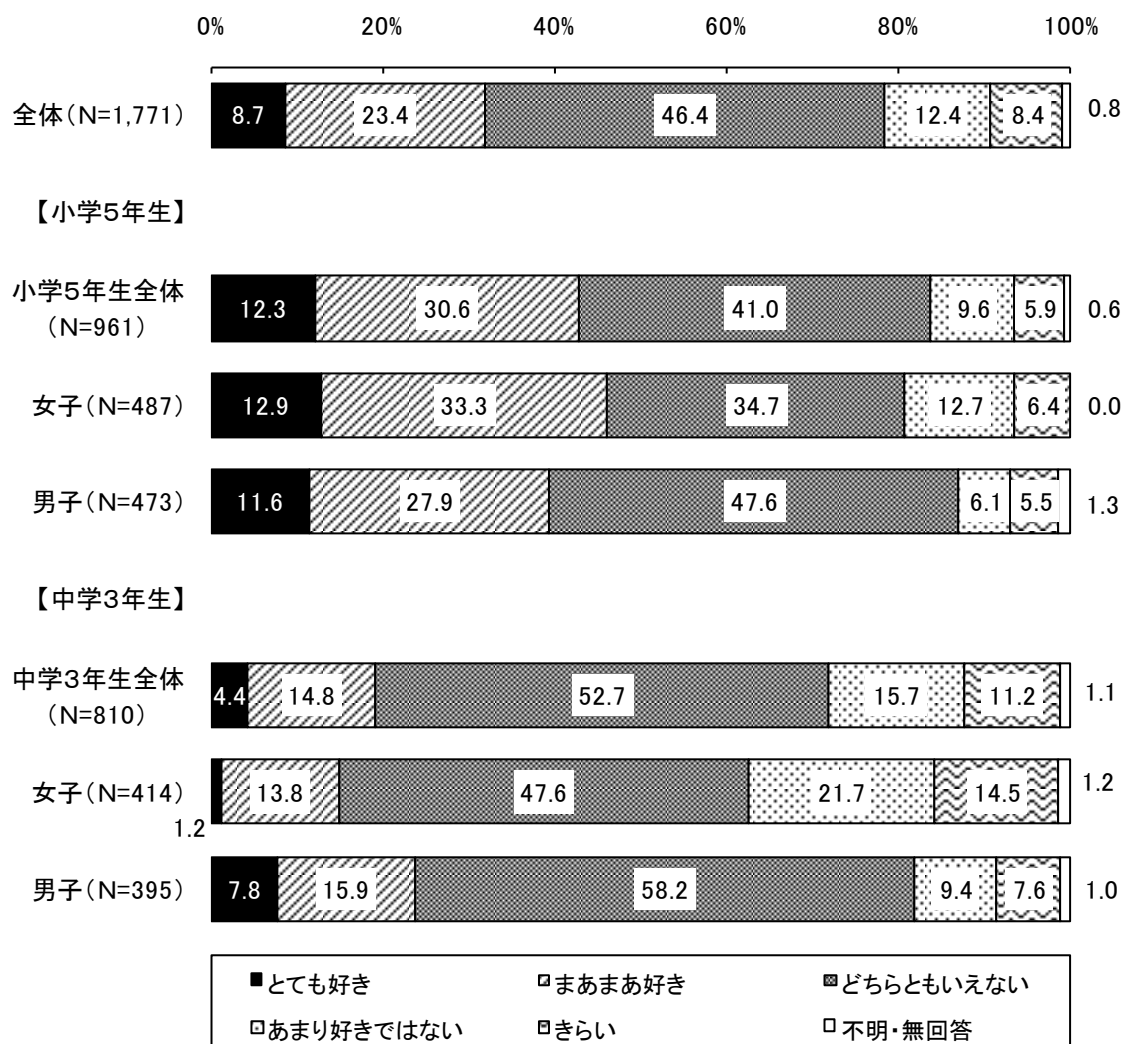 0% 20% 40% 60% 80% 100%
全体(N=1,771) 8.7 23.4 46.4 12.4 8.4 0.8
【小学5年生】
小学5年生全体
(N=961) 12.3 30.6 41.0 9.6 5.9 0.6
女子(N=487) 12.9 33.3 34.7 12.7 6.4 0.0
男子(N=473) 11.6 27.9 47.6 6.1 5.5 1.3
【中学3年生】
中学3年生全体
(N=810) 4.4 14.8 52.7 15.7 11.2 1.1
女子(N=414) 1.2 13.8 47.6 21.7 14.5 1.2
男子(N=395) 7.8 15.9 58.2 9.4 7.6 1.0
とても好き まあまあ好き どちらともいえない
あまり好きではない きらい 不明・無回答